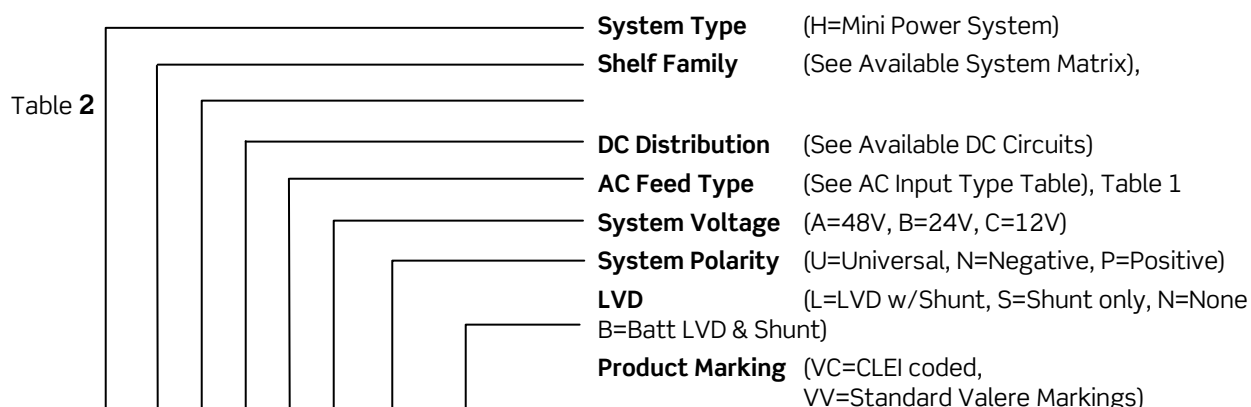 System Type (H=Mini Power System)
Shelf Family (See Available System Matrix),
Table 2
DC Distribution (See Available DC Circuits)
AC Feed Type (See AC Input Type Table), Table 1
System Voltage (A=48V, B=24V, C=12V)
System Polarity (U=Universal, N=Negative, P=Positive)
LVD (L=LVD w/Shunt, S=Shunt only, N=None
B=Batt LVD & Shunt)
Product Marking (VC=CLEI coded,
VV=Standard Valere Markings)